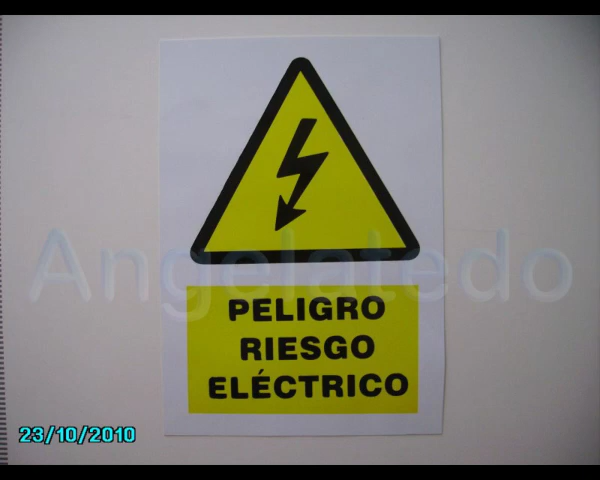 Angelatedo
PELIGRO
RIESGO
ELÉCTRICO
23/10/2010